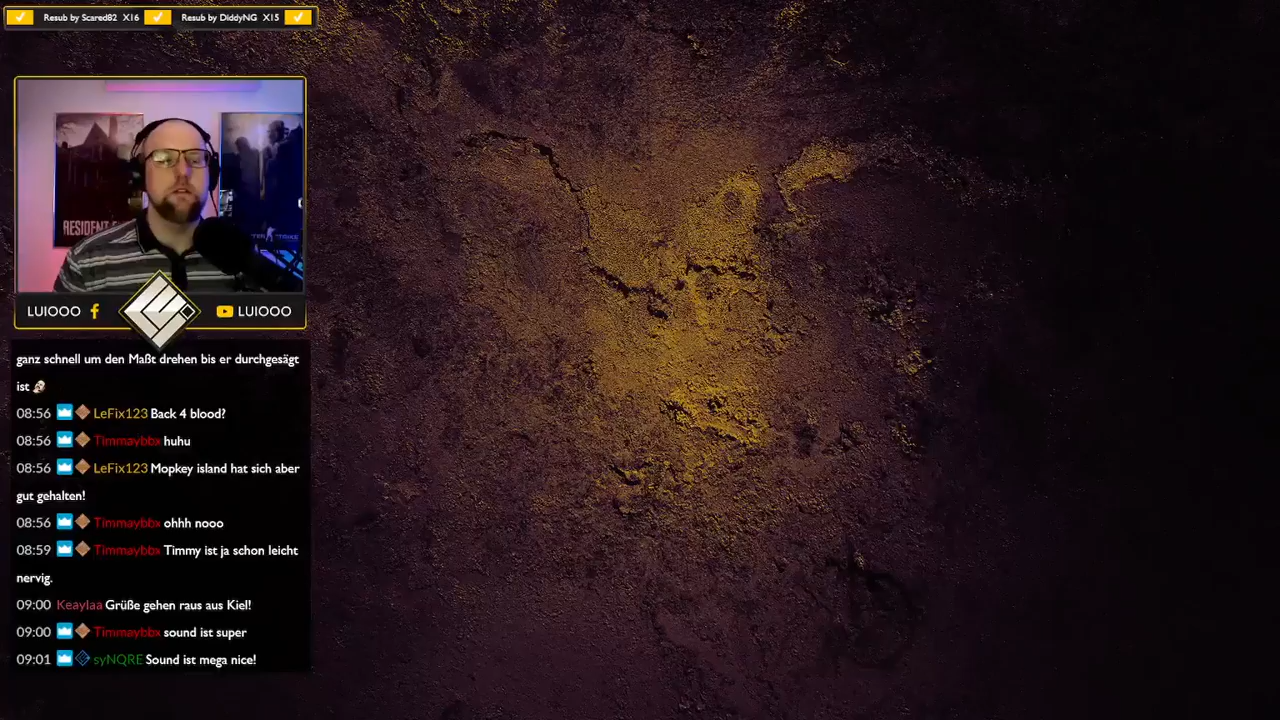 Resub by Scared82 X16 Resub by DiddyNG X15
RESIDENT
LUIOOO LUIOOO
ganz schnell um den Maßt drehen bis er durchgesägt
ist
08:56 LeFix123 Back 4 blood?
08:56 Timmaybbx huhu
08:56 LeFix123 Mopkey island hat sich aber
gut gehalten!
08:56 Timmaybbx ohhh nooo
08:59 Timmaybbx Timmy ist ja schon leicht
nervig.
09:00 Keaylaa Grüße gehen raus aus Kiel!
09:00 Timmaybbx sound ist super
09:01 syNQRE Sound ist mega nice!